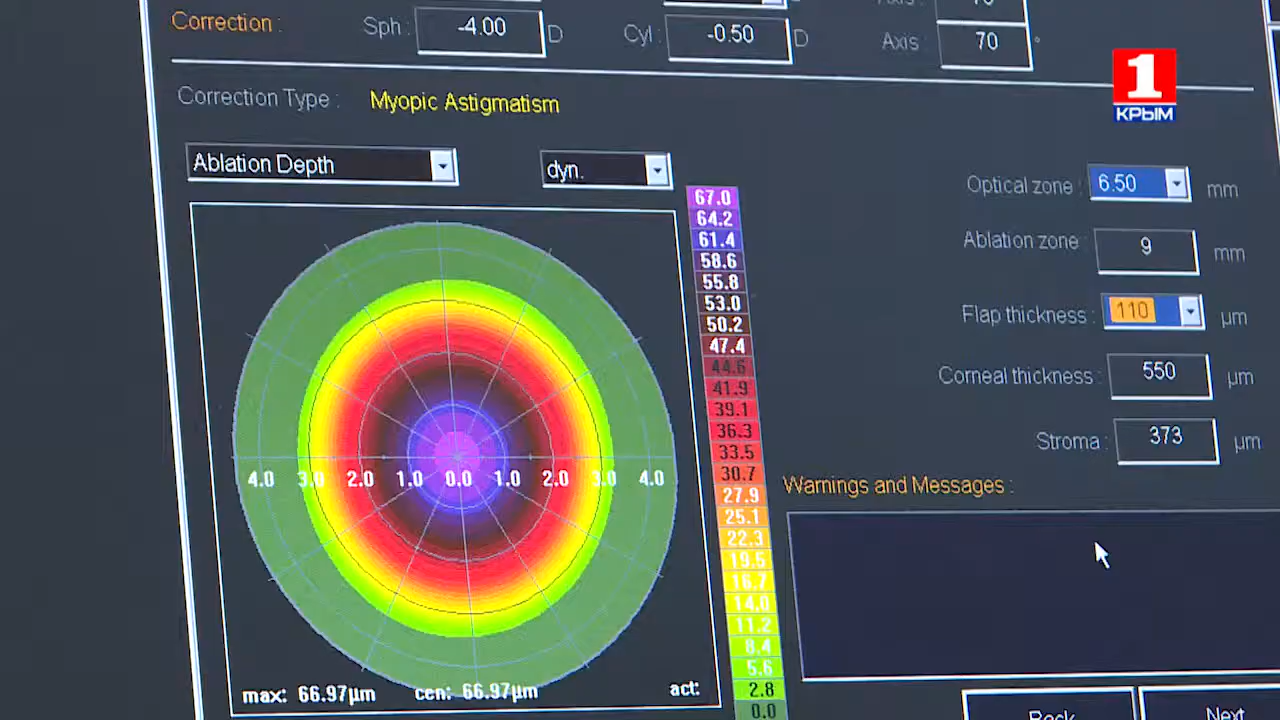 Correction :
Sph : -4.00 D
Cyl : -0.50 D
Axis : 70 °
Correction Type : Myopic Astigmatism
1
КРЫМ
Ablation Depth
dyn.
Optical zone : 6.50 mm
Ablation zone : 9 mm
Flap thickness : 110 µm
Corneal thickness : 550 µm
Stroma : 373 µm
67.0
64.2
61.4
58.6
55.8
53.0
50.2
47.4
44.6
41.9
39.1
36.3
33.5
30.7
27.9
25.1
22.3
19.5
16.7
14.0
11.2
8.4
5.6
2.8
0.0
4.0 3.0 2.0 1.0 0.0 1.0 2.0 3.0 4.0
max: 66.97µm cen: 66.97µm act:
Warnings and Messages :
Back
Next